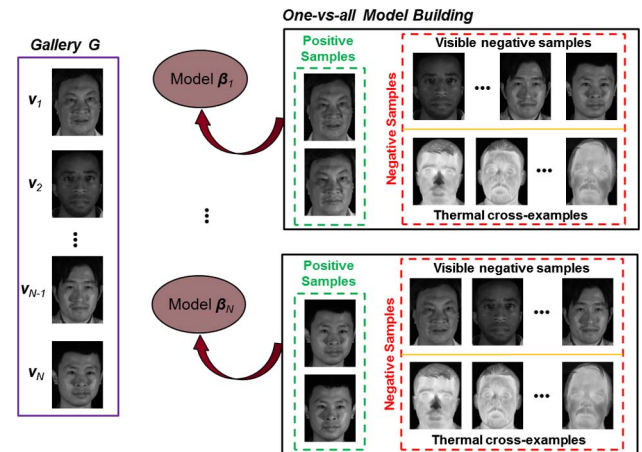 One-vs-all Model Building
Gallery G
v1
v2
vN-1
vN
Model β1
Positive
Samples
Negative Samples
Visible negative samples
Thermal cross-examples
Model βN
Positive
Samples
Negative Samples
Visible negative samples
Thermal cross-examples